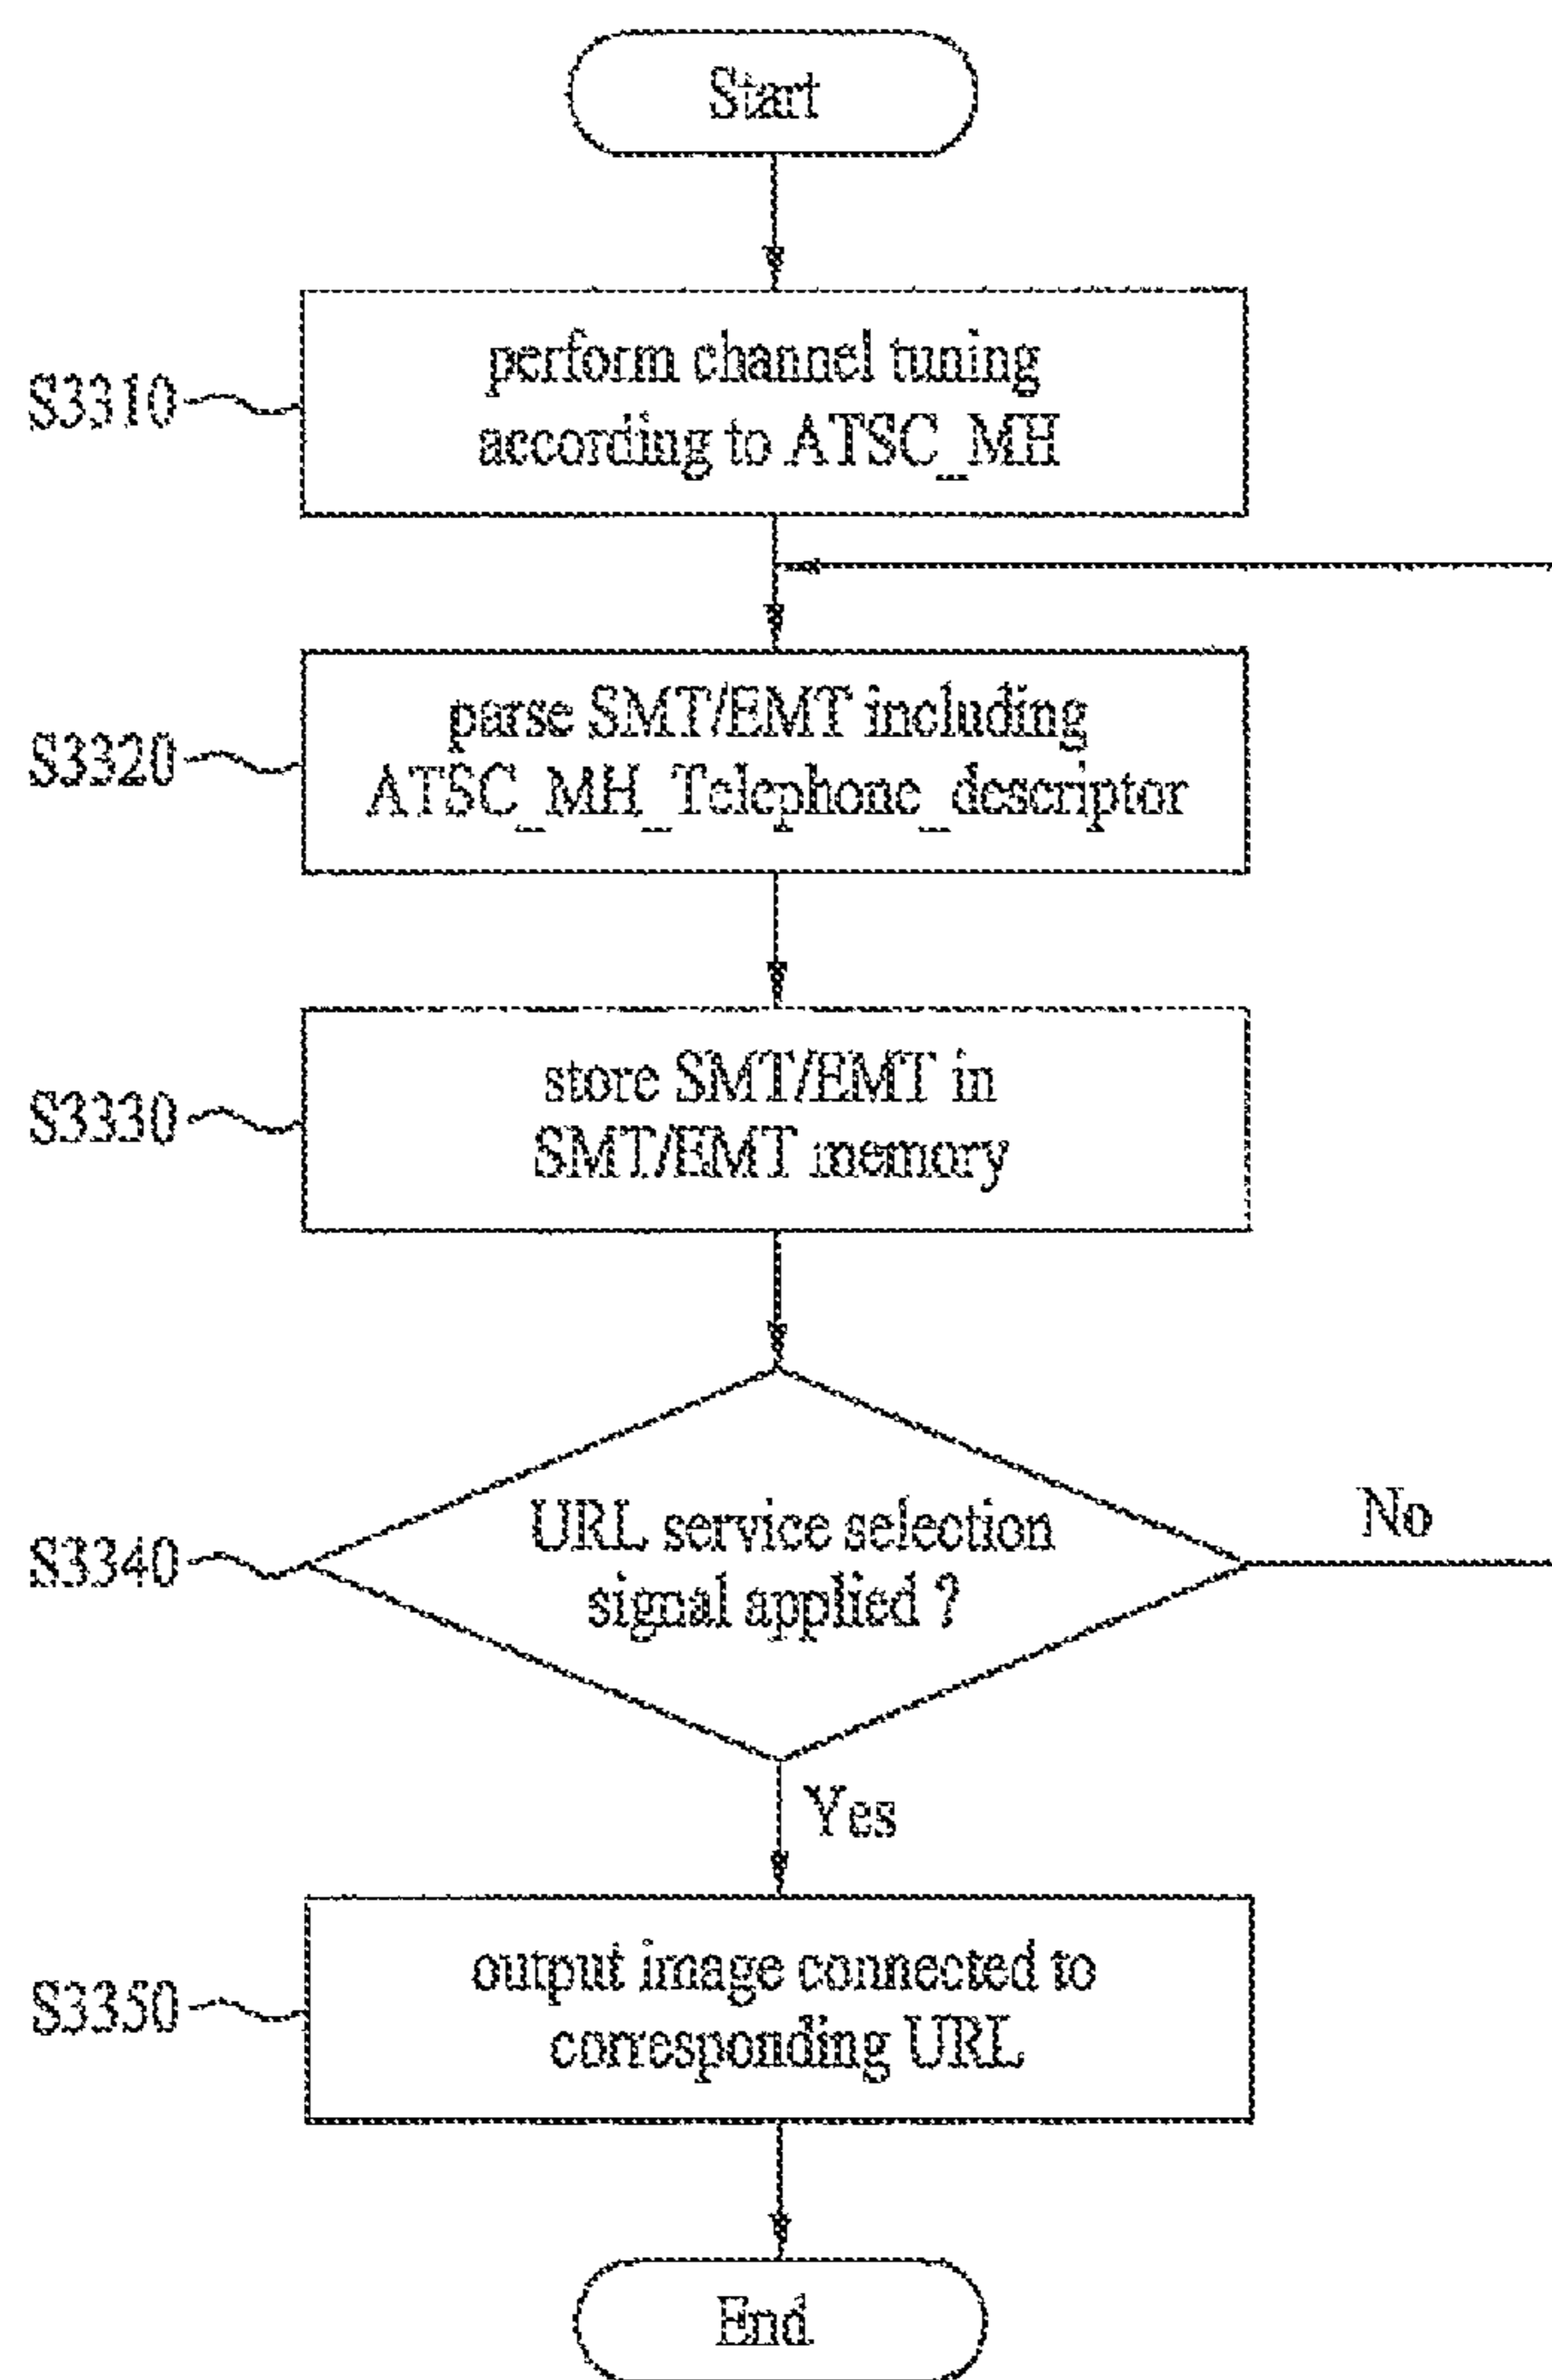 Start
S3310
perform channel tuning
according to ATSC_MH
S3320
parse SMT/EMT including
ATSC_MH_Telephone_descriptor
S3330
store SMT/EMT in
SMT/EMT memory
S3340
URL service selection
signal applied ?
No
Yes
S3350
output image connected to
corresponding URL
End